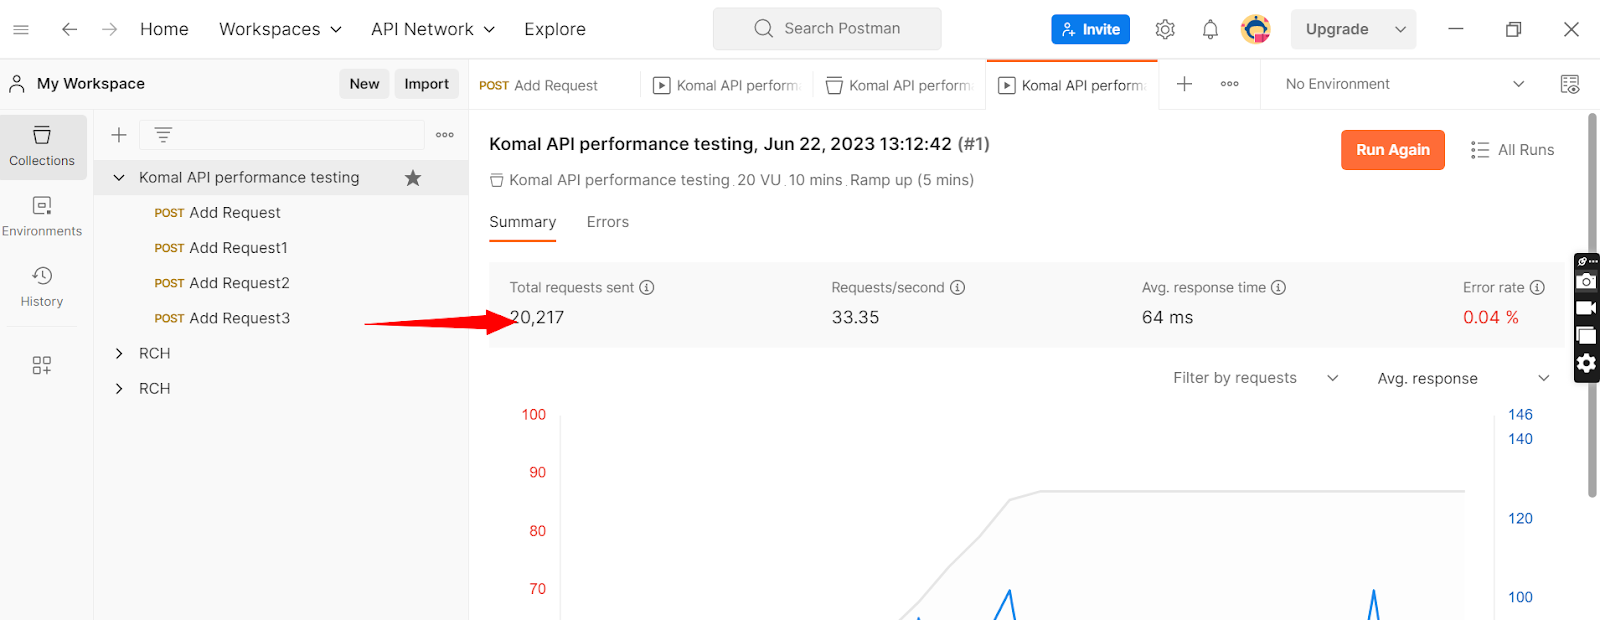 Home Workspaces API Network Explore Search Postman Invite Upgrade
My Workspace New Import
POST Add Request Komal API perform Komal API perform Komal API perform No Environment
Collections
Environments
History
Komal API performance testing
POST Add Request
POST Add Request1
POST Add Request2
POST Add Request3
RCH
RCH
Komal API performance testing, Jun 22, 2023 13:12:42 (#1)
Run Again All Runs
Komal API performance testing 20 VU 10 mins Ramp up (5 mins)
Summary Errors
Total requests sent Requests/second Avg. response time Error rate
20,217 33.35 64 ms 0.04 %
Filter by requests Avg. response
100 146
140
90
80 120
70 100